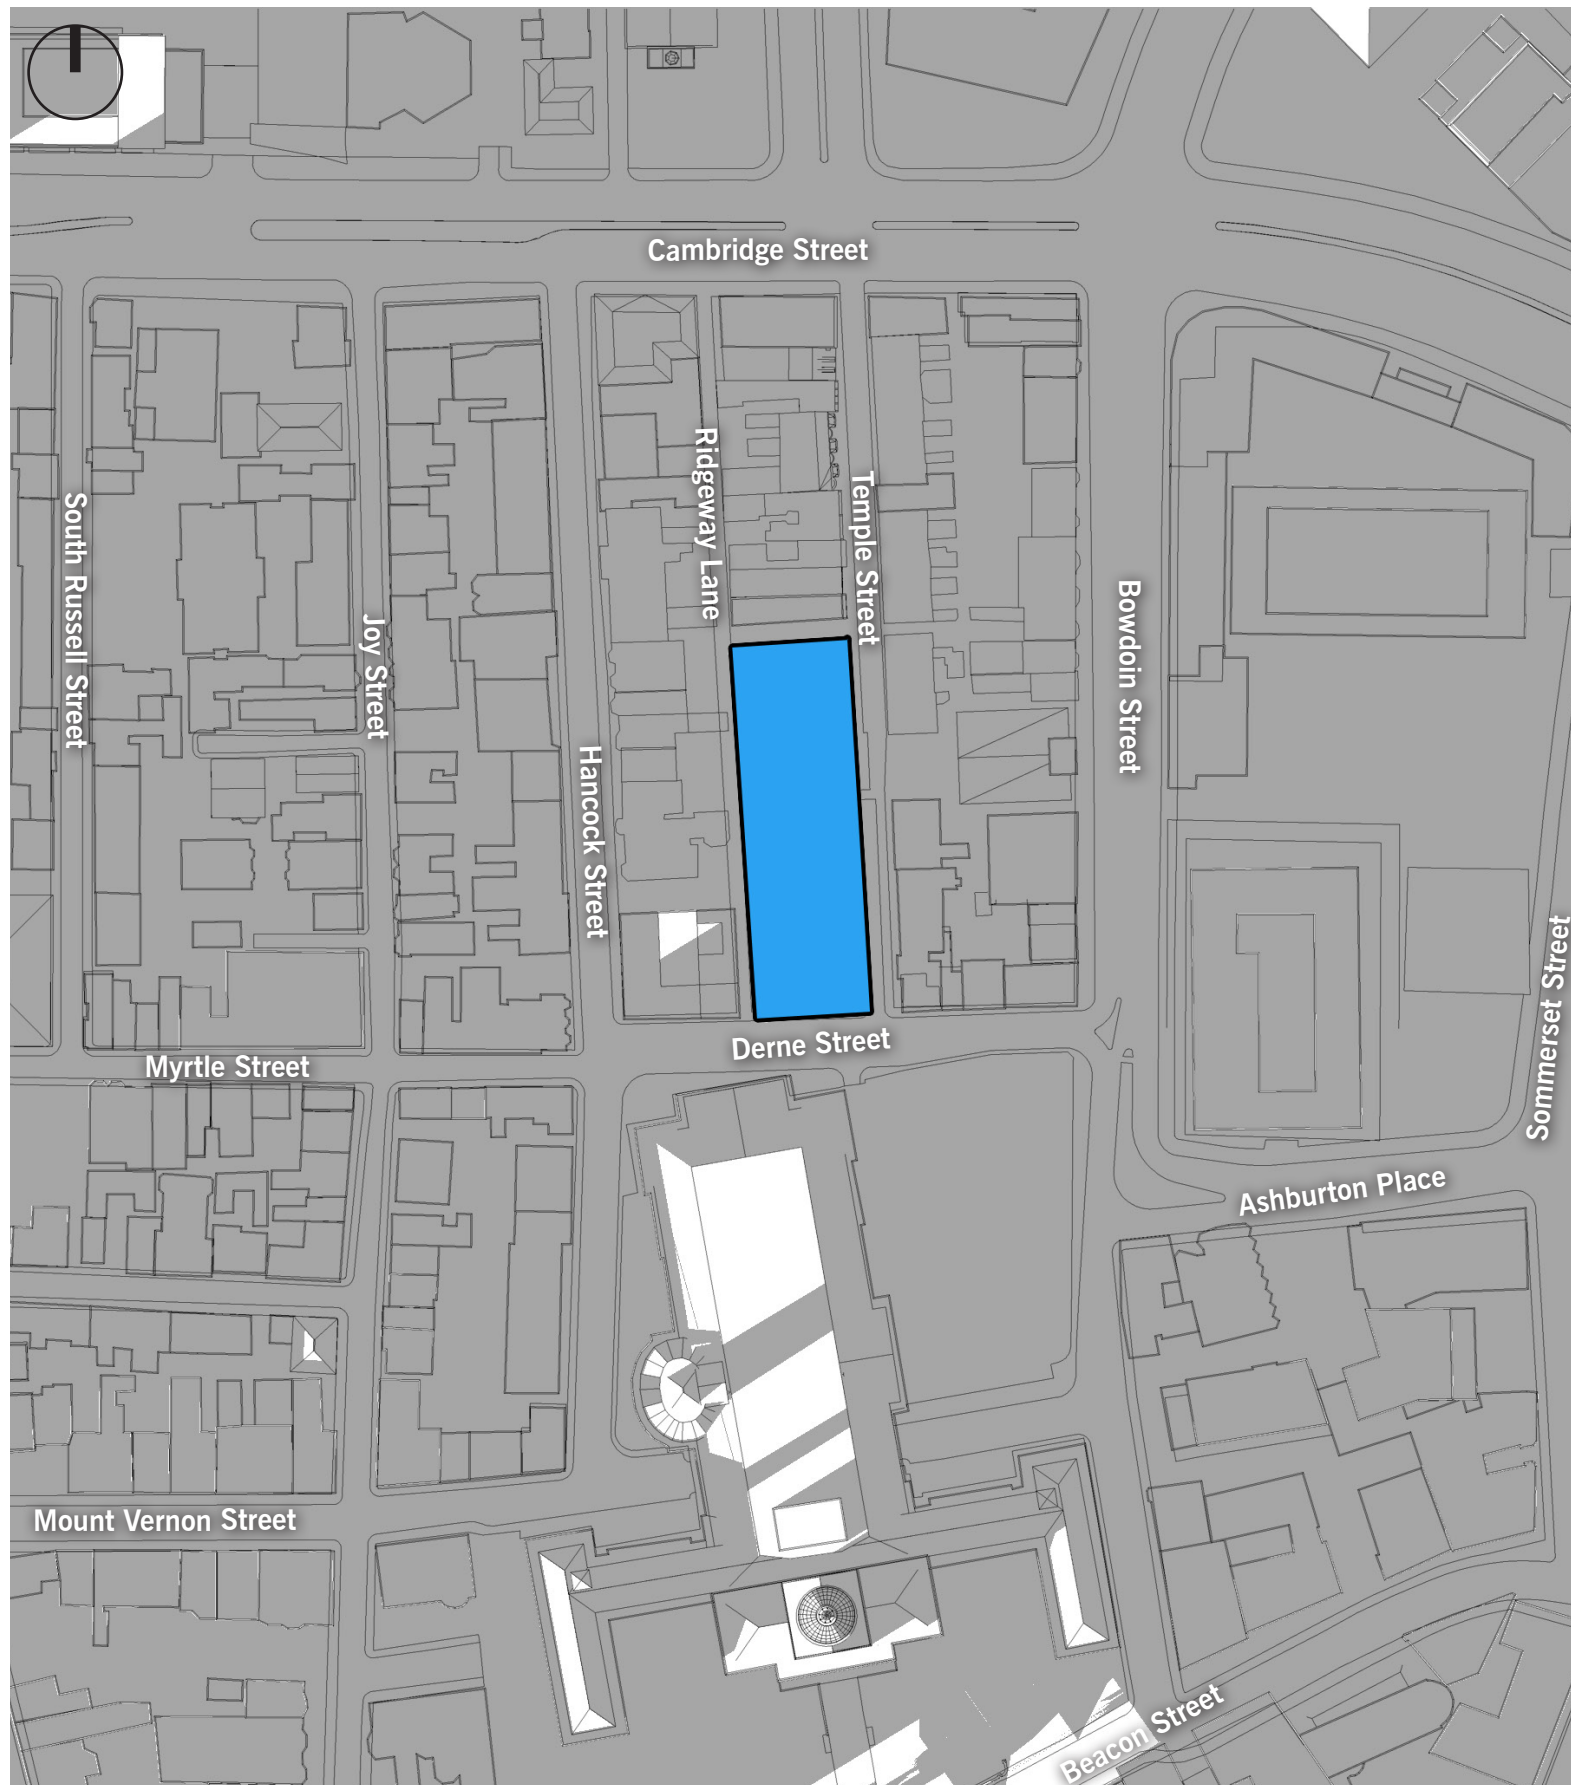 Cambridge Street
Ridgeway Lane
Temple Street
South Russell Street
Joy Street
Bowdoin Street
Hancock Street
Sommerset Street
Derne Street
Myrtle Street
Ashburton Place
Mount Vernon Street
Beacon Street